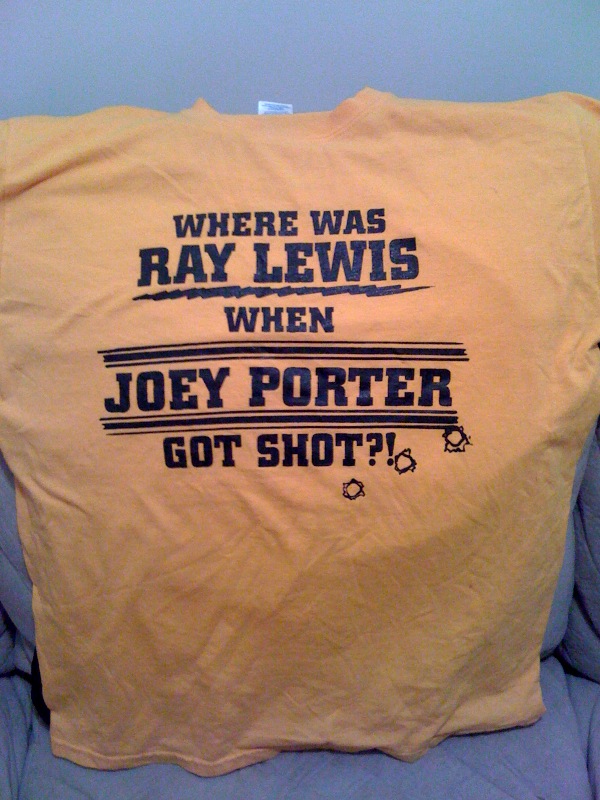 WHERE WAS
RAY LEWIS
WHEN
JOEY PORTER
GOT SHOT?!